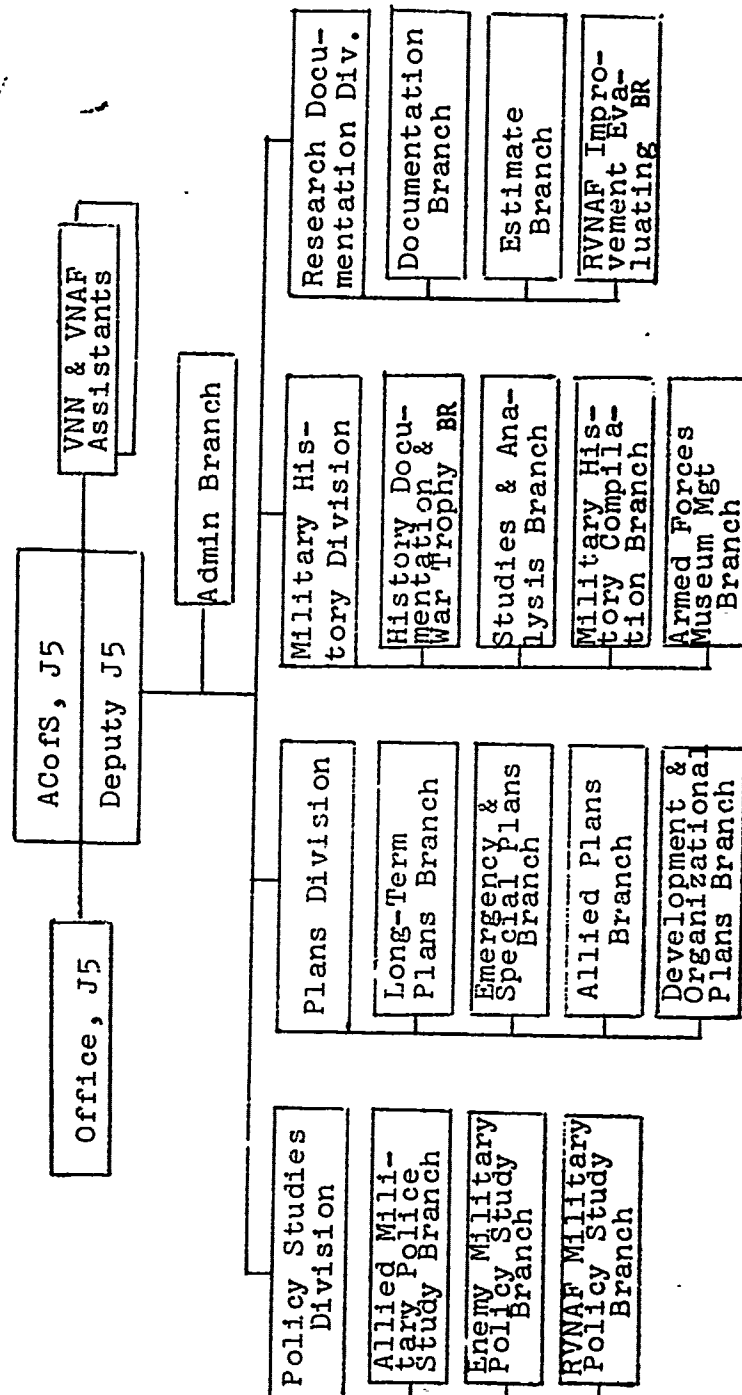 Office, J5
ACofS, J5
Deputy J5
VNN & VNAF
Assistants
Admin Branch
Policy Studies
Division
Allied Mili-
tary Police
Study Branch
Enemy Military
Policy Study
Branch
RVNAF Military
Policy Study
Branch
Plans Division
Long-Term
Plans Branch
Emergency &
Special Plans
Branch
Allied Plans
Branch
Development &
Organizational
Plans Branch
Military His-
tory Division
History Docu-
mentation &
War Trophy BR
Studies & Ana-
lysis Branch
Military His-
tory Compila-
tion Branch
Armed Forces
Museum Mgt
Branch
Research Docu-
mentation Div.
Documentation
Branch
Estimate
Branch
RVNAF Impro-
vement Eva-
luating BR